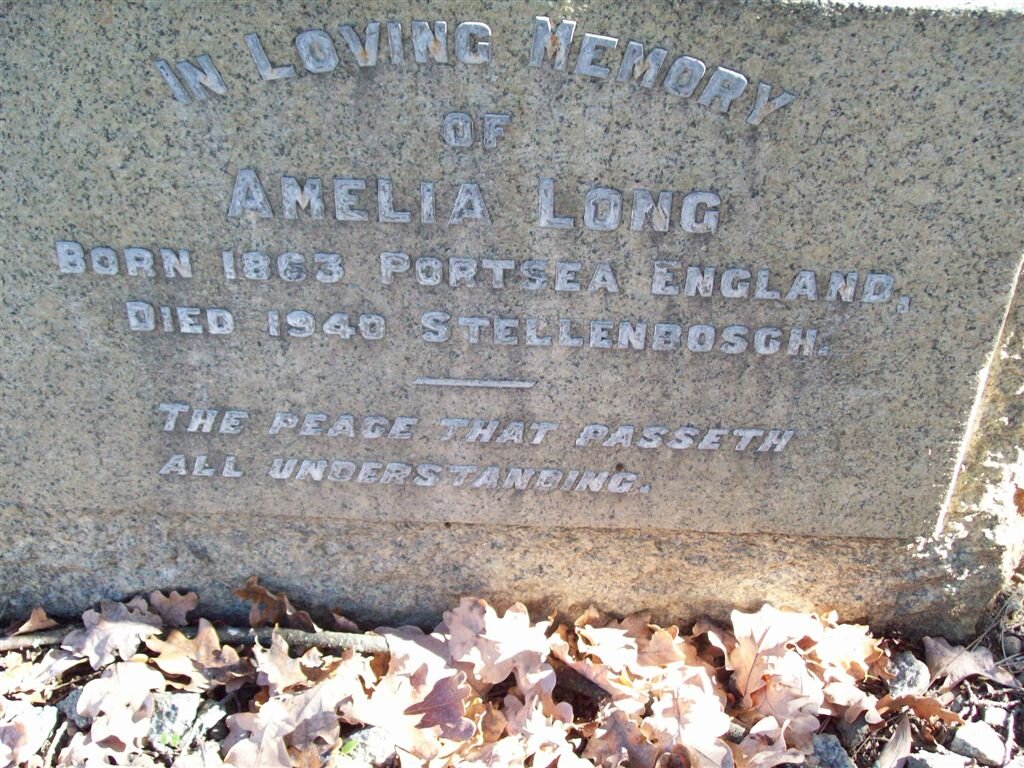 IN LOVING MEMORY
OF
AMELIA LONG
BORN 1863 PORTSEA ENGLAND,
DIED 1940 STELLENBOSCH.
THE PEACE THAT PASSETH
ALL UNDERSTANDING.